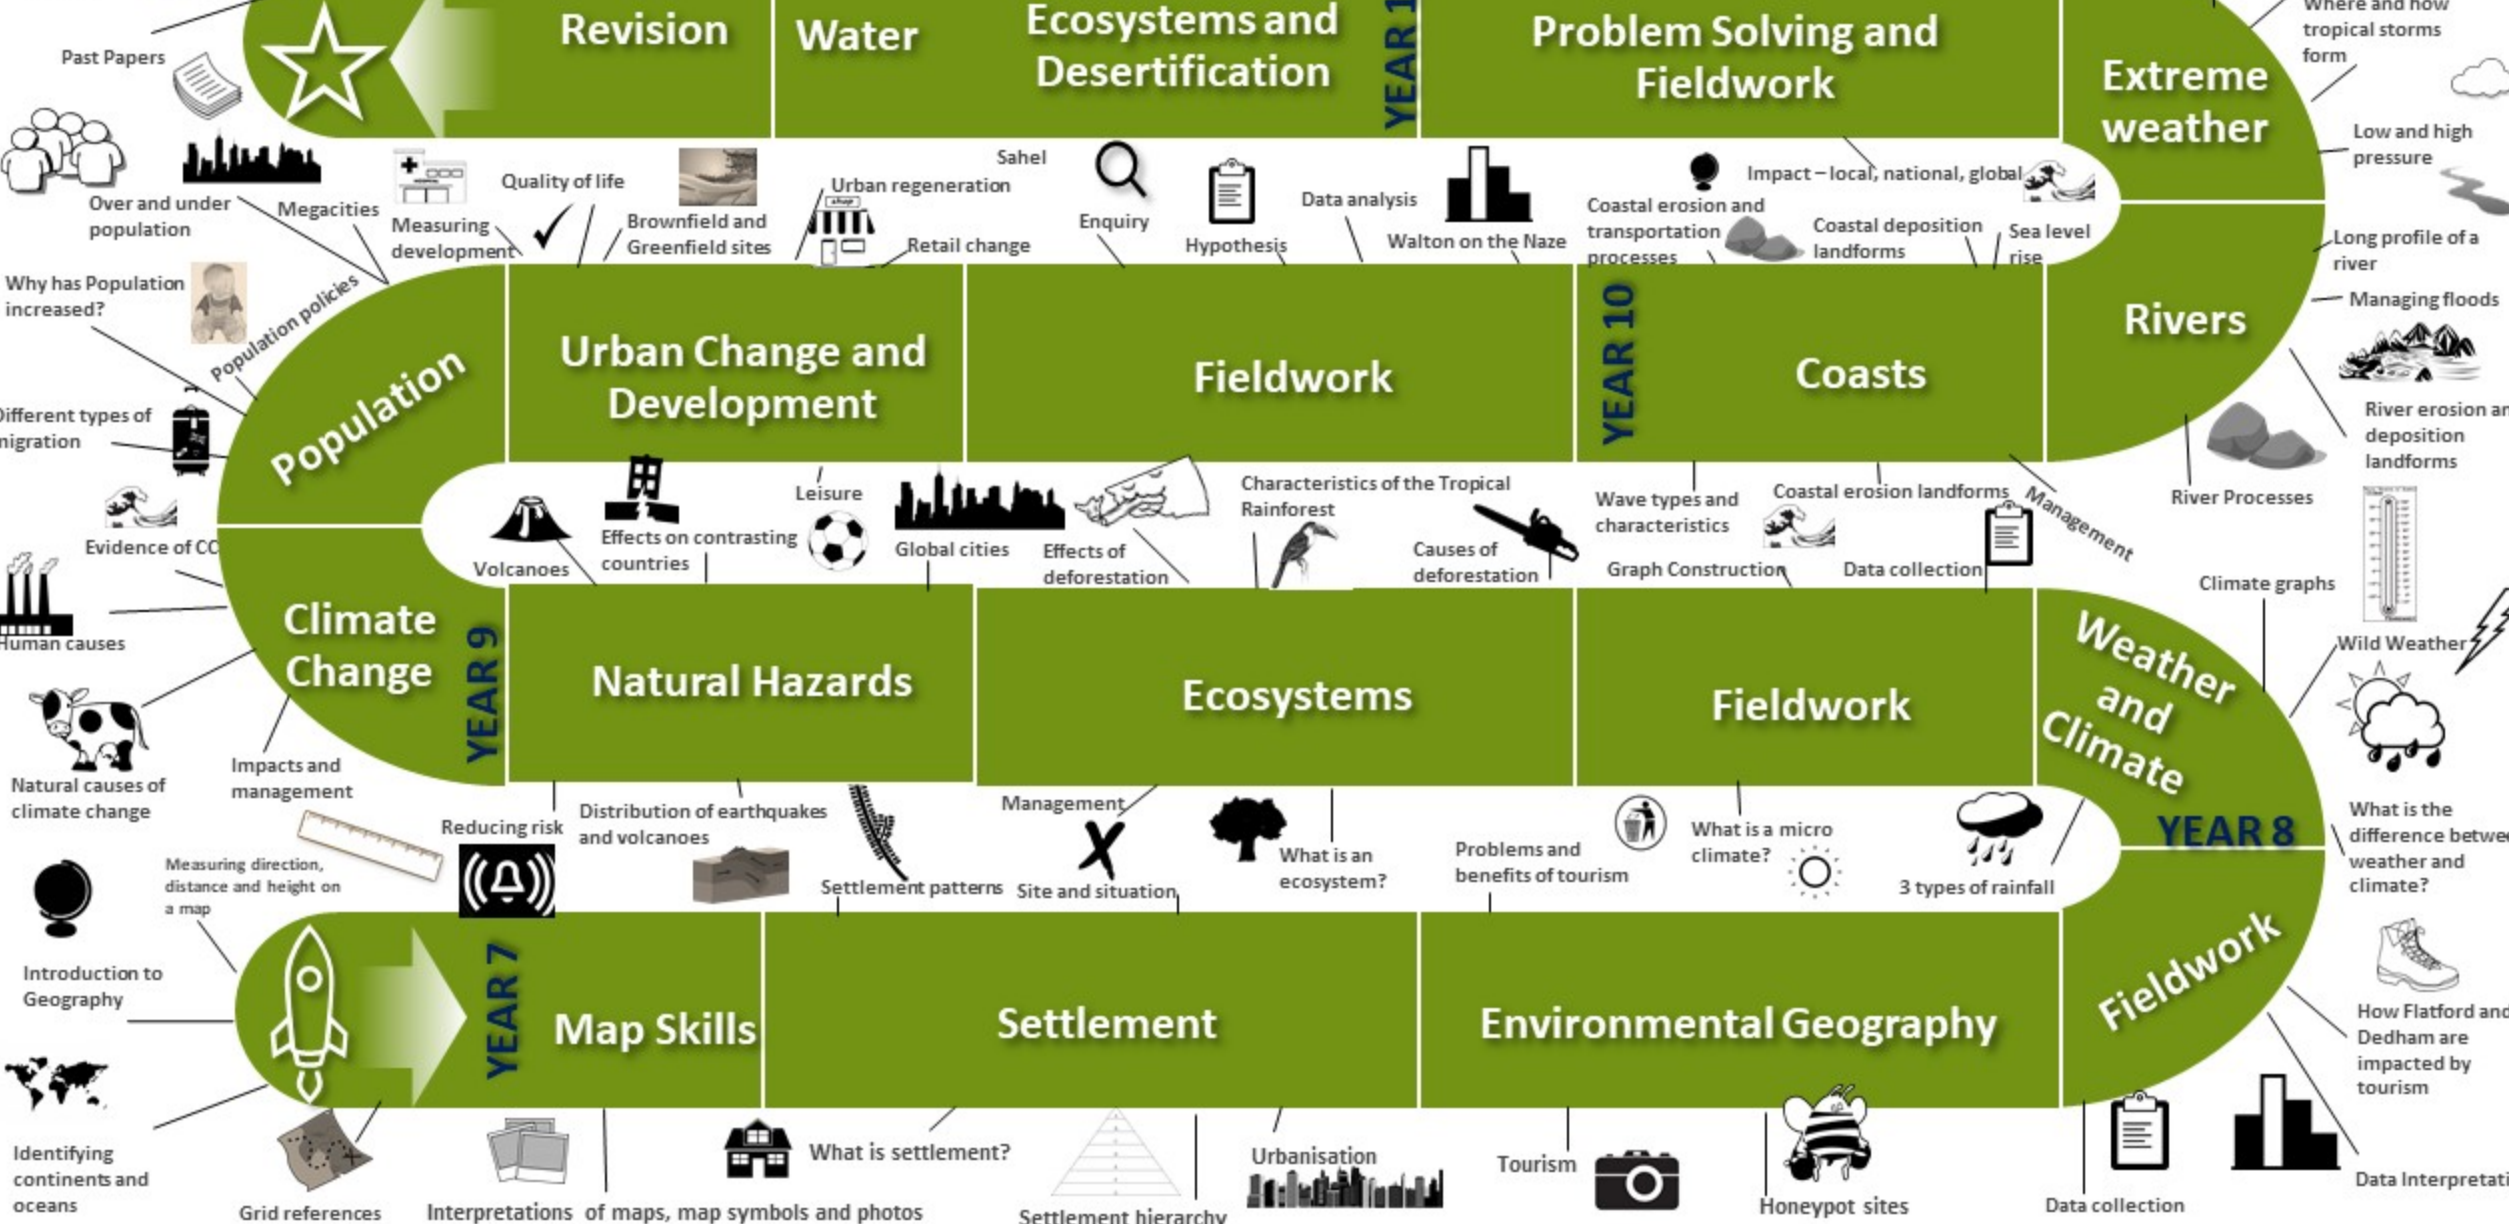 Where and how
tropical storms
form
Past Papers
Revision
Water
Ecosystems and
Desertification
YEAR 1
Problem Solving and
Fieldwork
Extreme
weather
Low and high
pressure
Over and under
population
Megacities
Measuring
development
Quality of life
Brownfield and
Greenfield sites
shop
Urban regeneration
Retail change
Sahel
Enquiry
Hypothesis
Data analysis
Walton on the Naze
Impact – local, national, global
Coastal erosion and
transportation
processes
Coastal deposition
landforms
Sea level
rise
Long profile of a
river
Managing floods
Why has Population
increased?
Population policies
Different types of
migration
Population
Urban Change and
Development
Fieldwork
YEAR 10
Coasts
Rivers
River erosion an
deposition
landforms
River Processes
Evidence of CC
Human causes
Volcanoes
Effects on contrasting
countries
Leisure
Global cities
Effects of
deforestation
Characteristics of the Tropical
Rainforest
Causes of
deforestation
Wave types and
characteristics
Coastal erosion landforms
Management
Graph Construction
Data collection
Climate graphs
Wild Weather
Climate
Change
YEAR 9
Natural Hazards
Ecosystems
Fieldwork
Weather
and
Climate
YEAR 8
Natural causes of
climate change
Impacts and
management
Reducing risk
Distribution of earthquakes
and volcanoes
Settlement patterns
Management
Site and situation
What is an
ecosystem?
Problems and
benefits of tourism
What is a micro
climate?
3 types of rainfall
What is the
difference betwee
weather and
climate?
Measuring direction,
distance and height on
a map
Introduction to
Geography
YEAR 7
Map Skills
Settlement
Environmental Geography
Fieldwork
How Flatford and
Dedham are
impacted by
tourism
Identifying
continents and
oceans
Grid references
Interpretations of maps, map symbols and photos
What is settlement?
Settlement hierarchy
Urbanisation
Tourism
Honeypot sites
Data collection
Data Interpretati